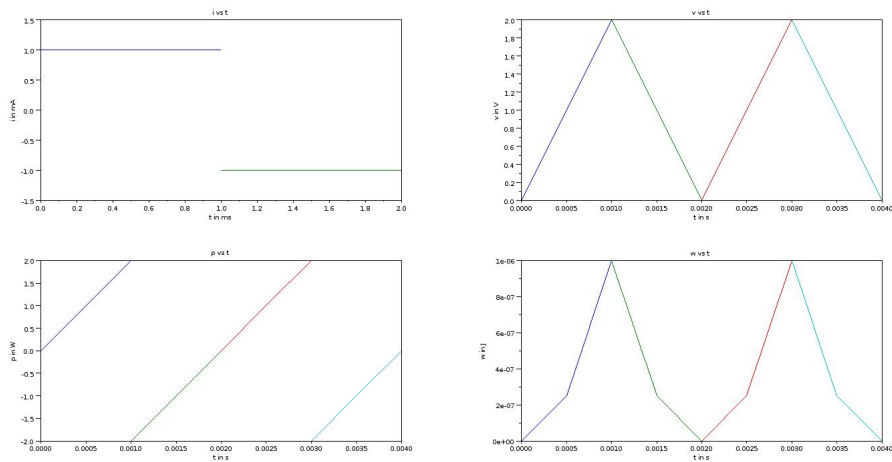 i vs t
1.5
1.0
0.5
0.0
-0.5
-1.0
-1.5
i in mA
0.0 0.2 0.4 0.6 0.8 1.0 1.2 1.4 1.6 1.8 2.0
t in ms
v vs t
2.0
1.8
1.6
1.4
1.2
1.0
0.8
0.6
0.4
0.2
0.0
v in V
0.0000 0.0005 0.0010 0.0015 0.0020 0.0025 0.0030 0.0035 0.0040
t in s
p vs t
2.0
1.5
1.0
0.5
0.0
-0.5
-1.0
-1.5
-2.0
p in W
0.0000 0.0005 0.0010 0.0015 0.0020 0.0025 0.0030 0.0035 0.0040
t in s
w vs t
1e-06
8e-07
6e-07
4e-07
2e-07
0e+00
w in J
0.0000 0.0005 0.0010 0.0015 0.0020 0.0025 0.0030 0.0035 0.0040
t in s